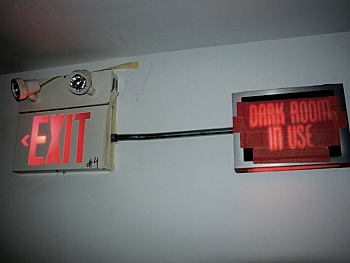 EXIT
#4
DARK ROOM
IN USE